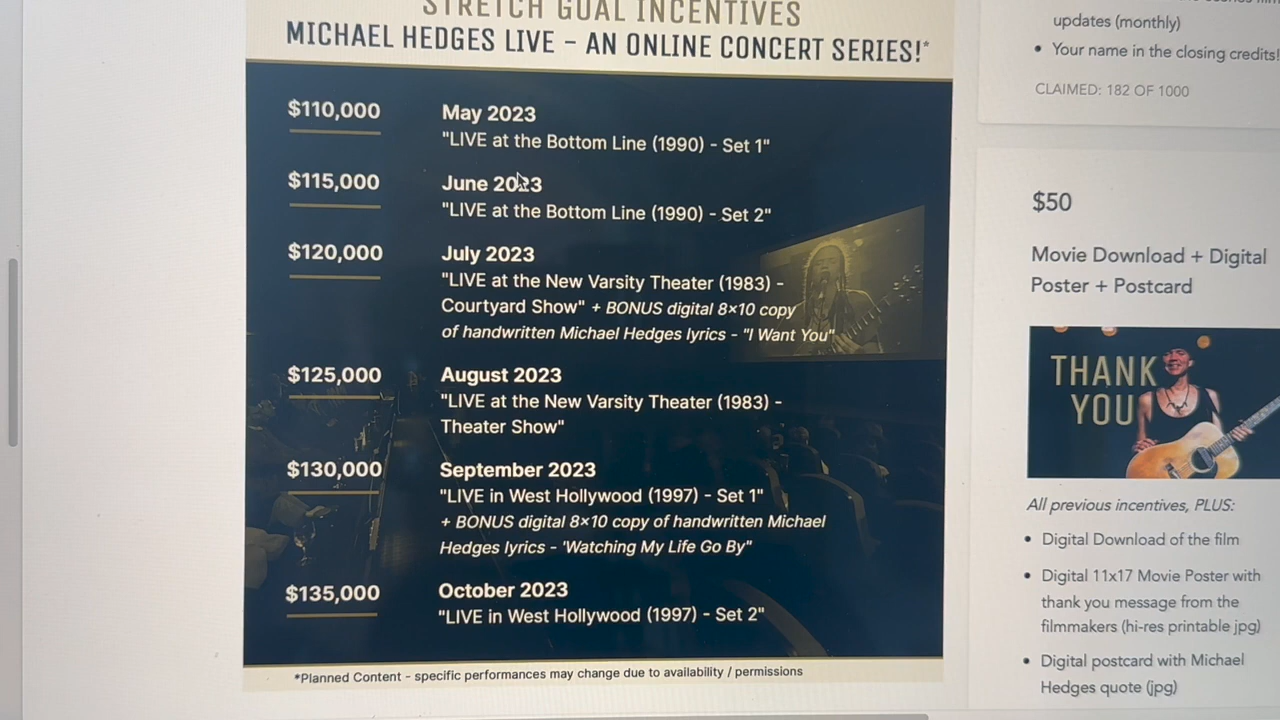 STRETCH GOAL INCENTIVES
MICHAEL HEDGES LIVE – AN ONLINE CONCERT SERIES!*
$110,000
May 2023
"LIVE at the Bottom Line (1990) - Set 1"
$115,000
June 2023
"LIVE at the Bottom Line (1990) - Set 2"
$120,000
July 2023
"LIVE at the New Varsity Theater (1983) -
Courtyard Show" + BONUS digital 8×10 copy
of handwritten Michael Hedges lyrics - "I Want You"
$125,000
August 2023
"LIVE at the New Varsity Theater (1983) -
Theater Show"
$130,000
September 2023
"LIVE in West Hollywood (1997) - Set 1"
+ BONUS digital 8×10 copy of handwritten Michael
Hedges lyrics - 'Watching My Life Go By"
$135,000
October 2023
"LIVE in West Hollywood (1997) - Set 2"
*Planned Content - specific performances may change due to availability / permissions
updates (monthly)
• Your name in the closing credits!
CLAIMED: 182 OF 1000
$50
Movie Download + Digital
Poster + Postcard
THANK
YOU
All previous incentives, PLUS:
• Digital Download of the film
• Digital 11x17 Movie Poster with
thank you message from the
filmmakers (hi-res printable jpg)
• Digital postcard with Michael
Hedges quote (jpg)